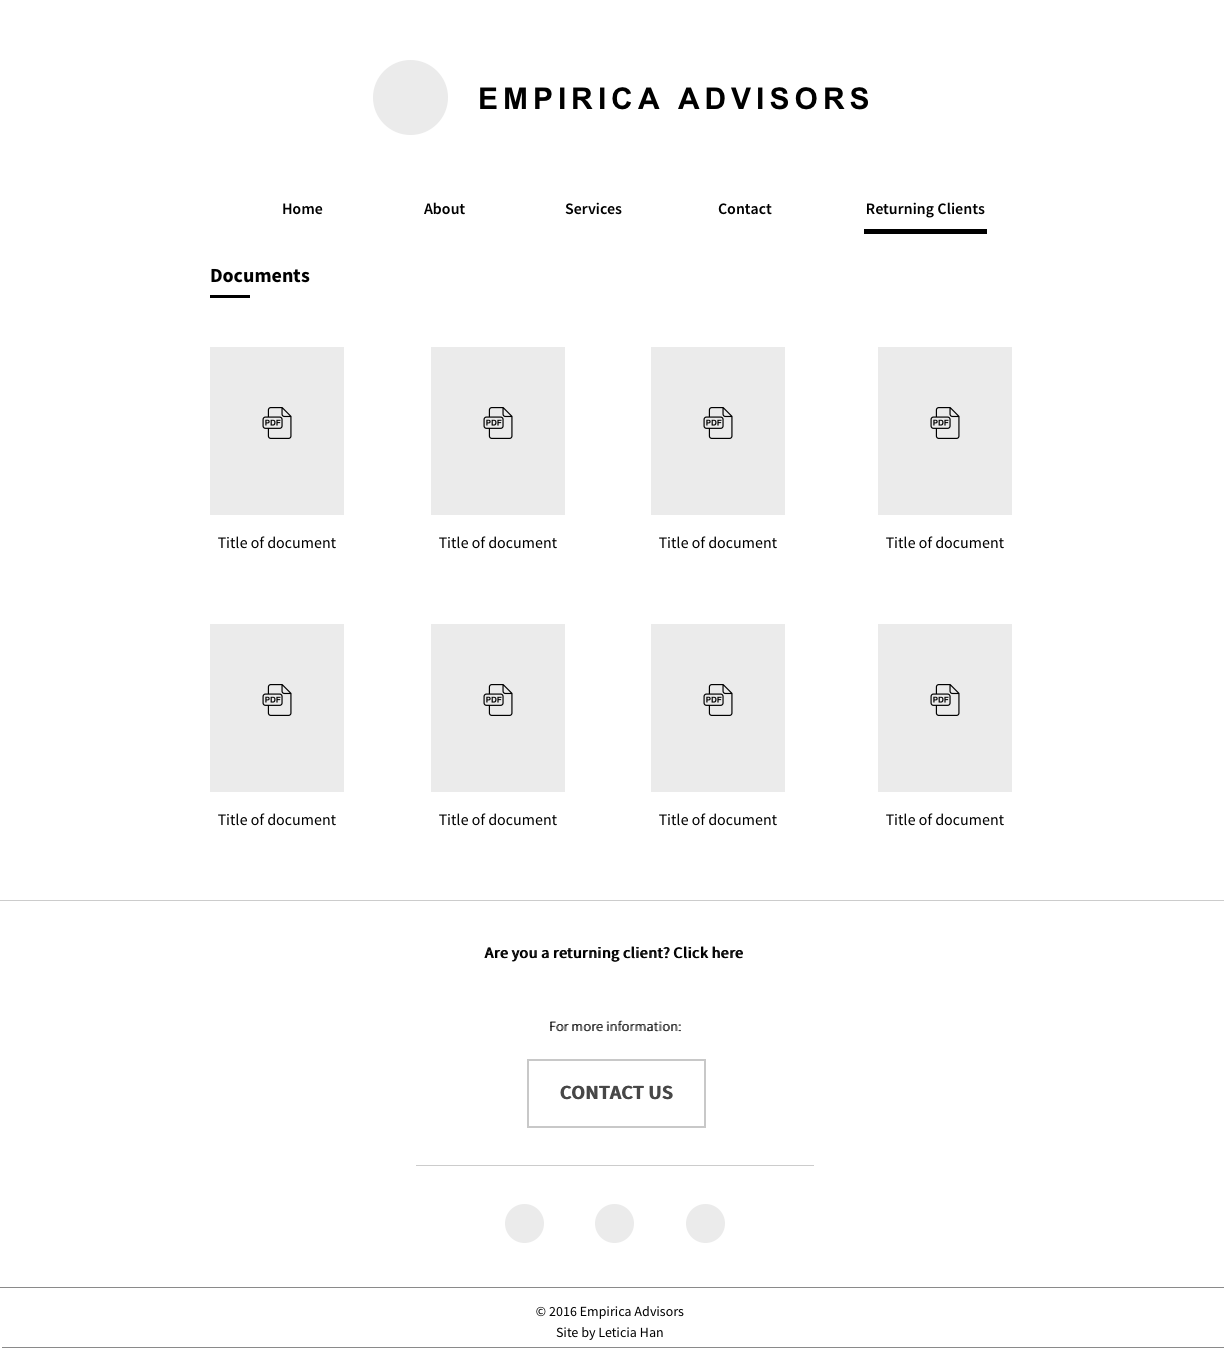 EMPIRICA ADVISORS
Home About Services Contact Returning Clients
Documents
PDF PDF PDF PDF
Title of document Title of document Title of document Title of document
PDF PDF PDF PDF
Title of document Title of document Title of document Title of document
Are you a returning client? Click here
For more information:
CONTACT US
© 2016 Empirica Advisors
Site by Leticia Han